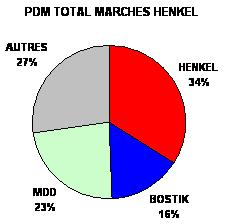 PDM TOTAL MARCHES HENKEL
AUTRES
27%
HENKEL
34%
MDD
23%
BOSTIK
16%